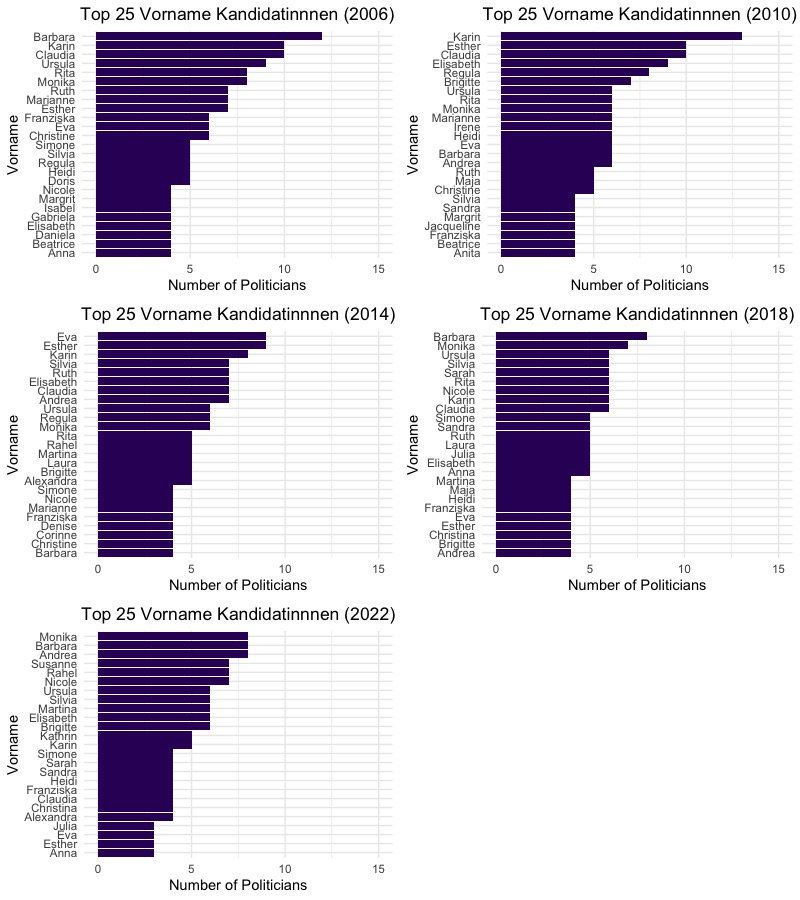 Top 25 Vorname Kandidatinnnen (2006)
Vorname
Barbara
Karin
Claudia
Ursula
Rita
Monika
Ruth
Marianne
Esther
Franziska
Eva
Christine
Simone
Silvia
Regula
Heidi
Doris
Nicole
Margrit
Isabel
Gabriela
Elisabeth
Daniela
Beatrice
Anna
0 5 10 15
Number of Politicians
Top 25 Vorname Kandidatinnnen (2010)
Vorname
Karin
Esther
Claudia
Elisabeth
Regula
Brigitte
Ursula
Rita
Monika
Marianne
Irene
Heidi
Eva
Barbara
Andrea
Ruth
Maja
Christine
Silvia
Sandra
Margrit
Jacqueline
Franziska
Beatrice
Anita
0 5 10 15
Number of Politicians
Top 25 Vorname Kandidatinnnen (2014)
Vorname
Eva
Esther
Karin
Silvia
Ruth
Elisabeth
Claudia
Andrea
Ursula
Regula
Monika
Rita
Rahel
Martina
Laura
Brigitte
Alexandra
Simone
Nicole
Marianne
Franziska
Denise
Corinne
Christine
Barbara
0 5 10 15
Number of Politicians
Top 25 Vorname Kandidatinnnen (2018)
Vorname
Barbara
Monika
Ursula
Silvia
Sarah
Rita
Nicole
Karin
Claudia
Simone
Sandra
Ruth
Laura
Julia
Elisabeth
Anna
Martina
Maja
Heidi
Franziska
Eva
Esther
Christina
Brigitte
Andrea
0 5 10 15
Number of Politicians
Top 25 Vorname Kandidatinnnen (2022)
Vorname
Monika
Barbara
Andrea
Susanne
Rahel
Nicole
Ursula
Silvia
Martina
Elisabeth
Brigitte
Kathrin
Karin
Simone
Sarah
Sandra
Heidi
Franziska
Claudia
Christina
Alexandra
Julia
Eva
Esther
Anna
0 5 10 15
Number of Politicians